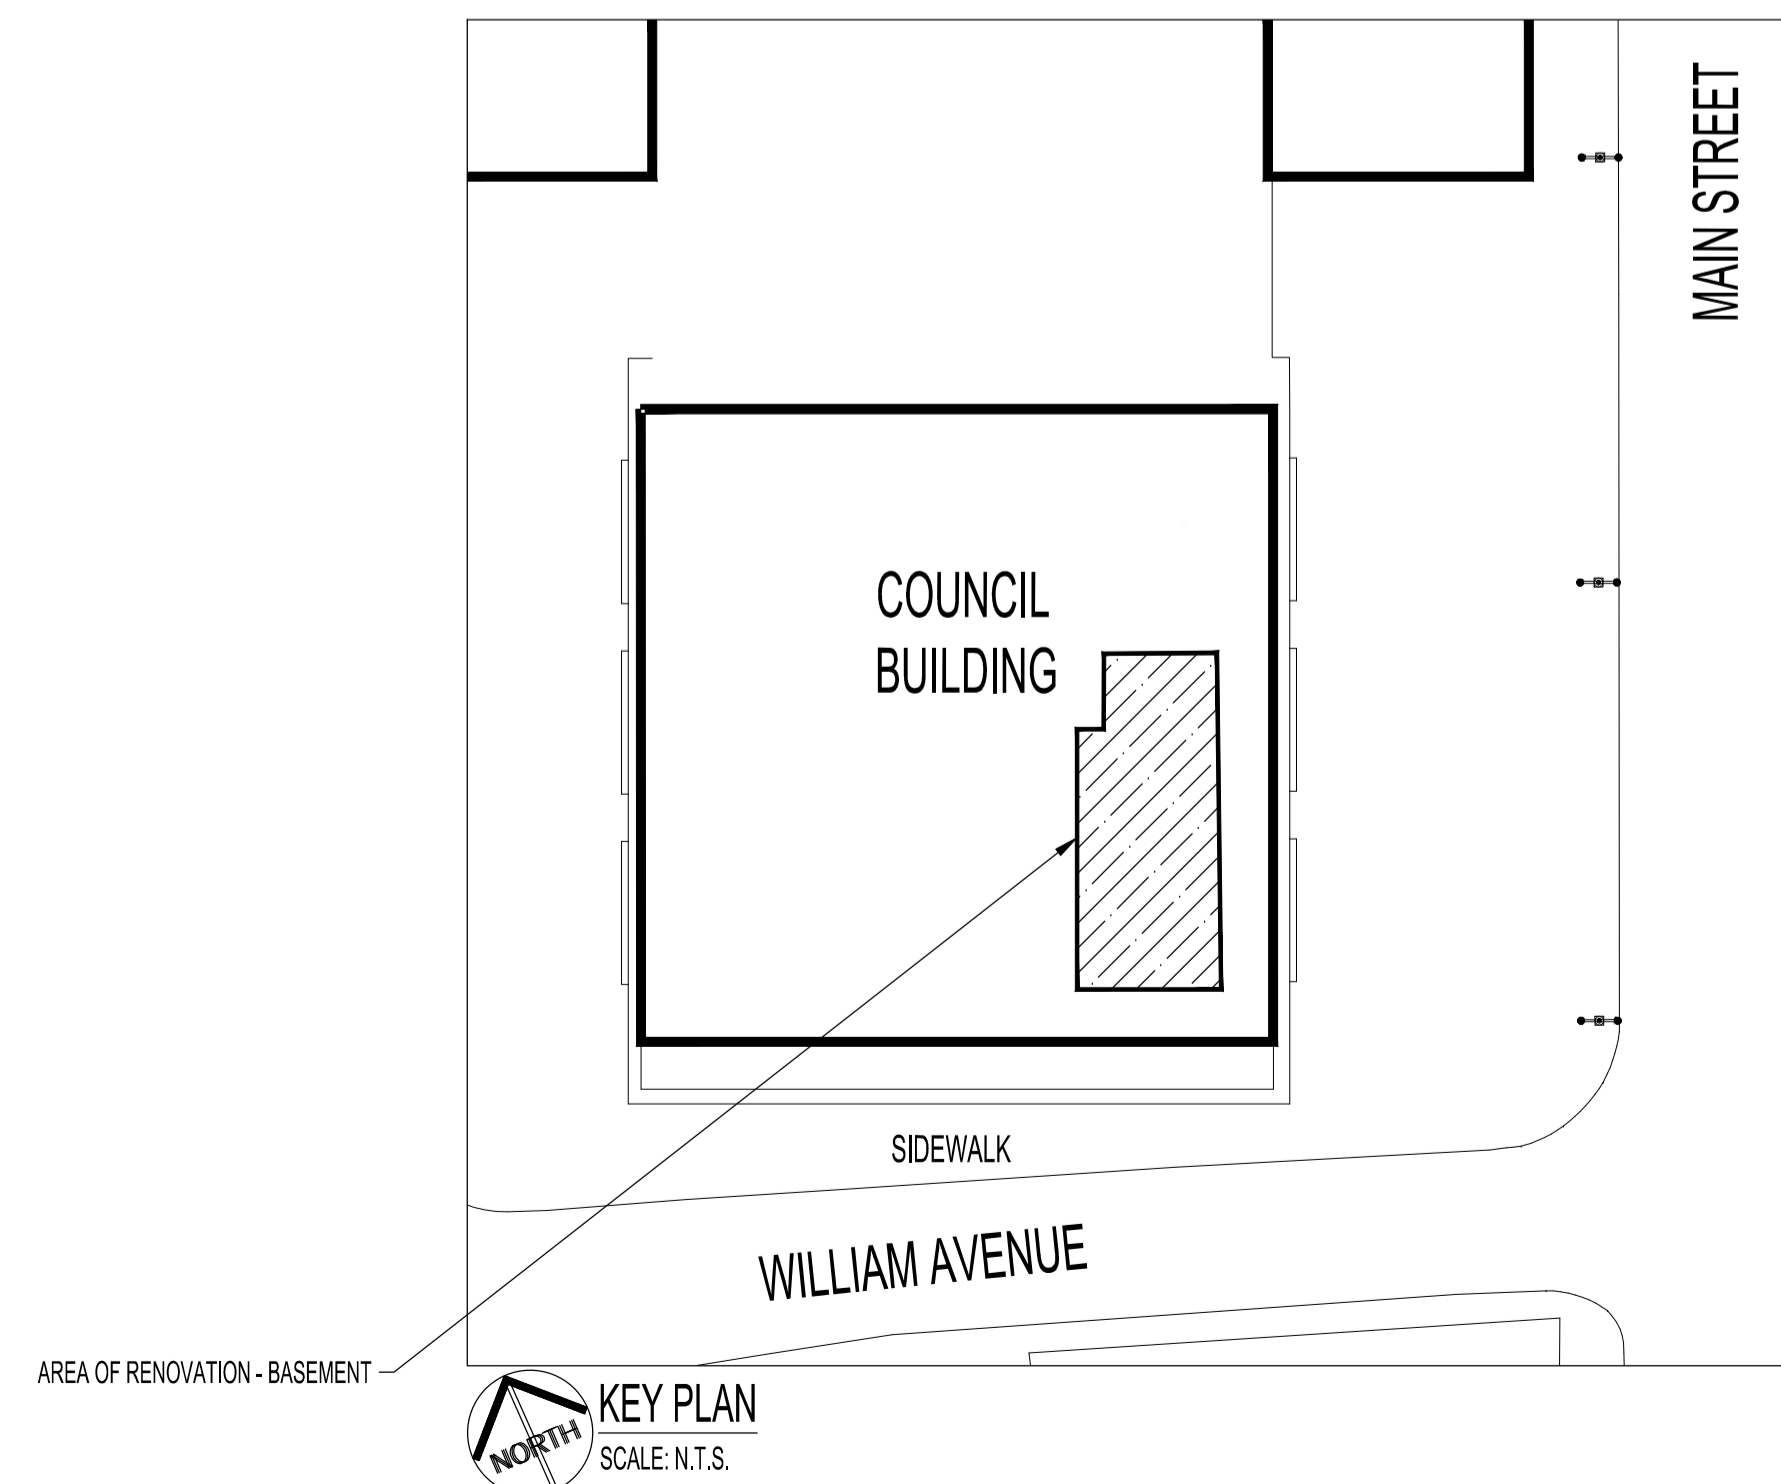 MAIN STREET
COUNCIL
BUILDING
SIDEWALK
WILLIAM AVENUE
AREA OF RENOVATION - BASEMENT
KEY PLAN
NORTH
SCALE: N.T.S.